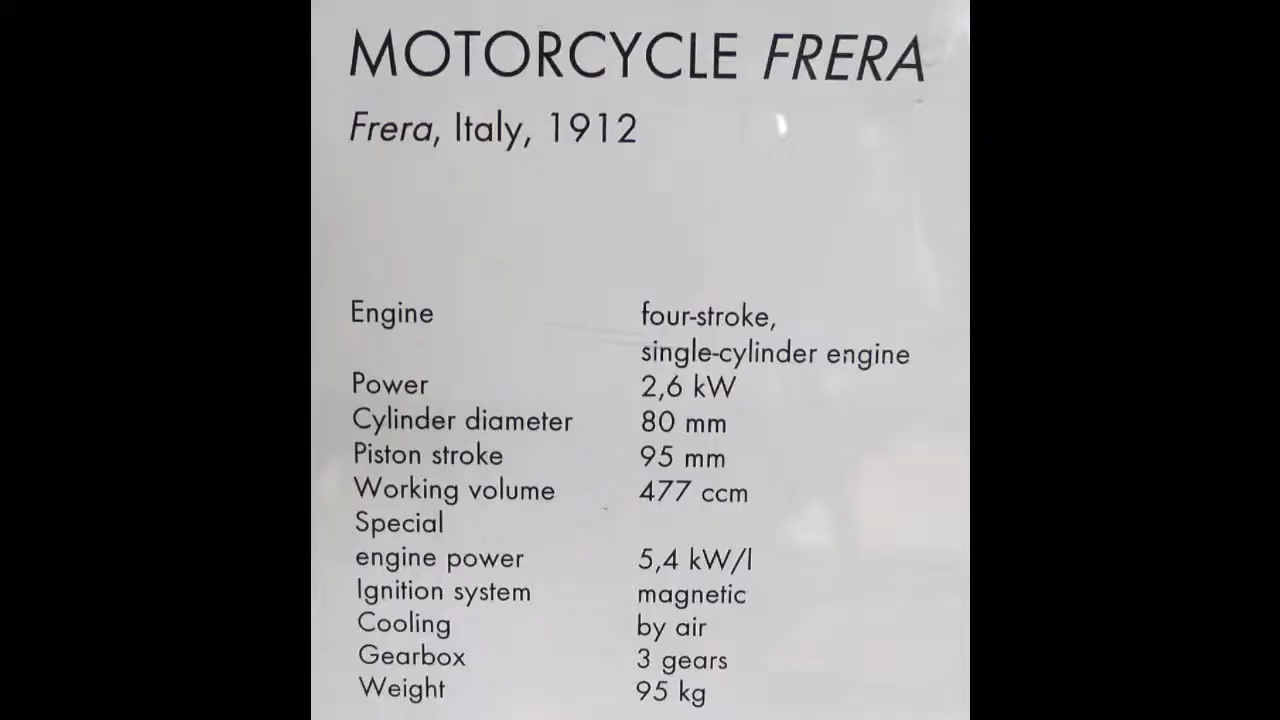 MOTORCYCLE FRERA
Frera, Italy, 1912
Engine four-stroke,
single-cylinder engine
Power 2,6 kW
Cylinder diameter 80 mm
Piston stroke 95 mm
Working volume 477 ccm
Special
engine power 5,4 kW/l
Ignition system magnetic
Cooling by air
Gearbox 3 gears
Weight 95 kg